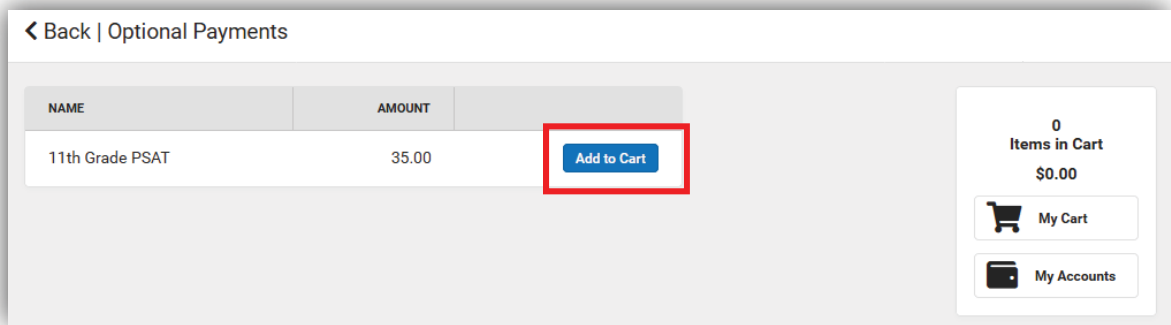 Back | Optional Payments
NAME AMOUNT
11th Grade PSAT 35.00 Add to Cart
0
Items in Cart
$0.00
My Cart
My Accounts